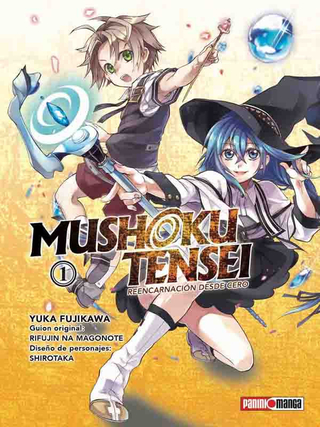 MUSHOKU
1
TENSEI
REENCARNACIÓN DESDE CERO
YUKA FUJIKAWA
Guion original:
RIFUJIN NA MAGONOTE
Diseño de personajes:
SHIROTAKA
PANINI MANGA